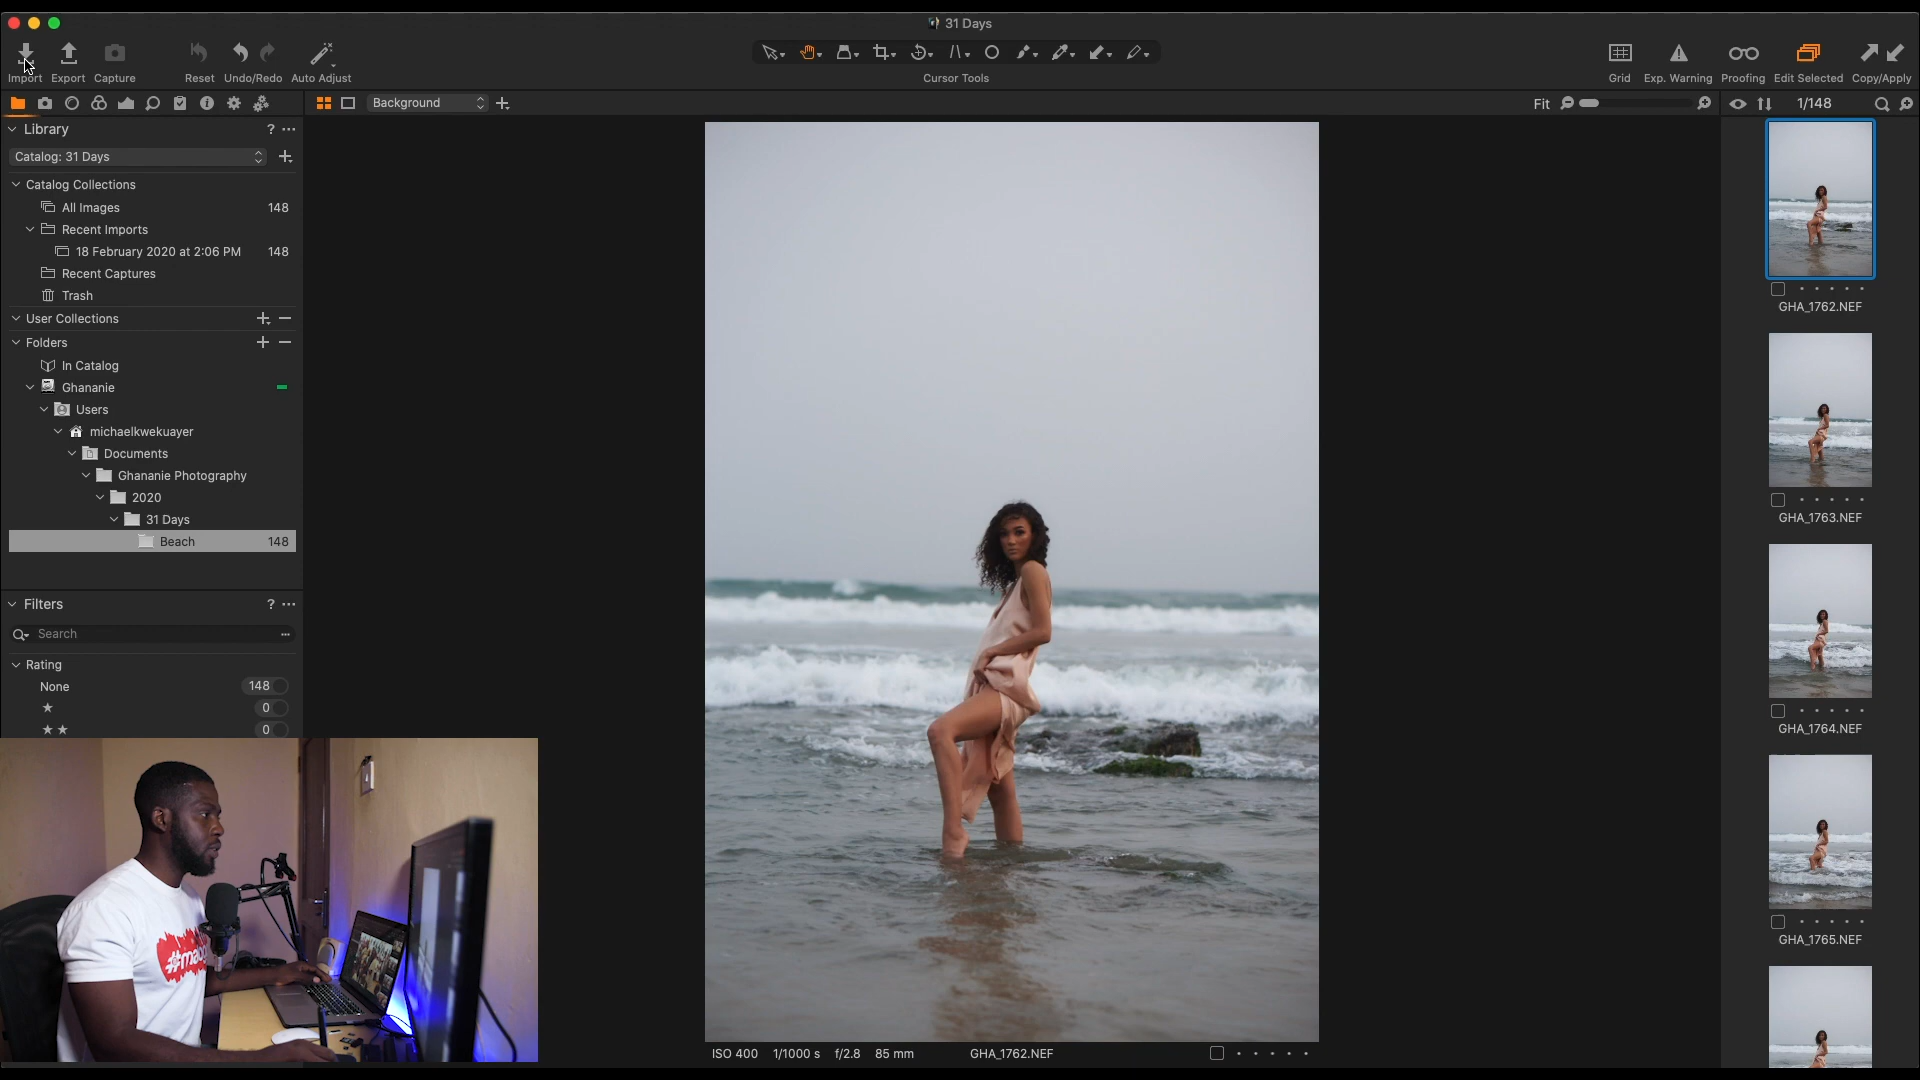 31 Days
Import
Export
Capture
Reset
Undo/Redo
Auto Adjust
Cursor Tools
Grid
Exp. Warning
Proofing
Edit Selected
Copy/Apply
Background
Fit
1/148
Library
?
Catalog: 31 Days
Catalog Collections
All Images 148
Recent Imports
18 February 2020 at 2:06 PM 148
Recent Captures
Trash
User Collections
Folders
In Catalog
Ghananie
Users
michaelkwekuayer
Documents
Ghananie Photography
2020
31 Days
Beach 148
Filters
?
Search
Rating
None 148
★ 0
★★ 0
ISO 400 1/1000 s f/2.8 85 mm GHA_1762.NEF
GHA_1762.NEF
GHA_1763.NEF
GHA_1764.NEF
GHA_1765.NEF